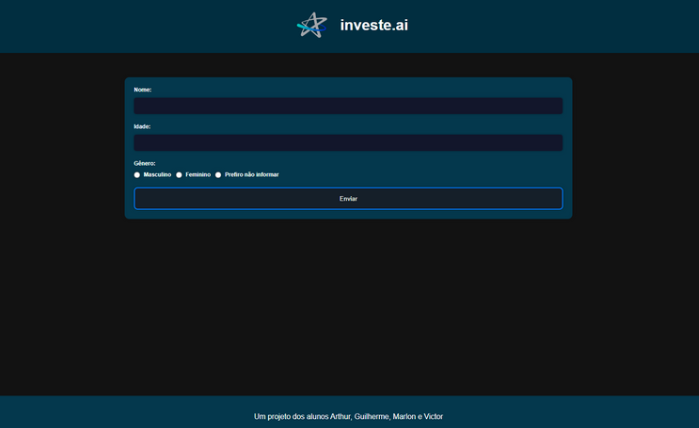 investe.ai
Nome:
Idade:
Gênero:
Masculino Feminino Prefiro não informar
Enviar
Um projeto dos alunos Arthur, Guilherme, Marlon e Victor